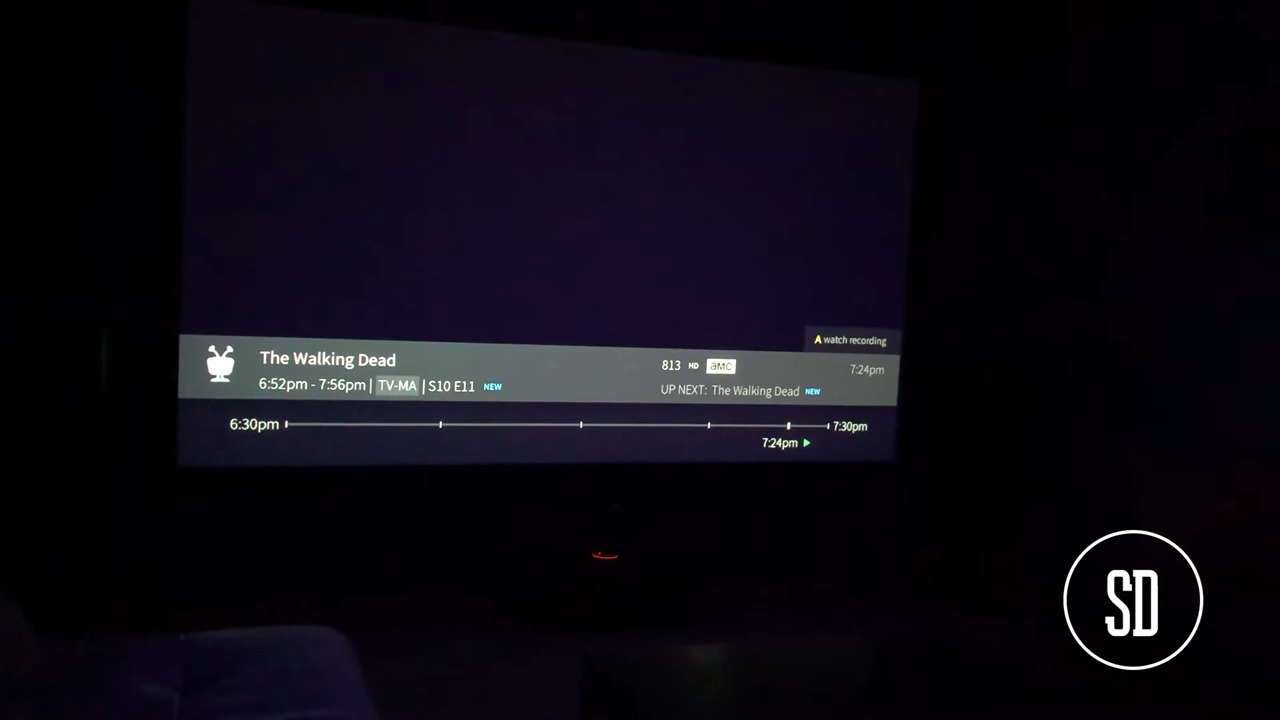 A watch recording
The Walking Dead
813 HD amc
7:24pm
6:52pm - 7:56pm | TV-MA | S10 E11 NEW
UP NEXT: The Walking Dead NEW
6:30pm
7:30pm
7:24pm
SD